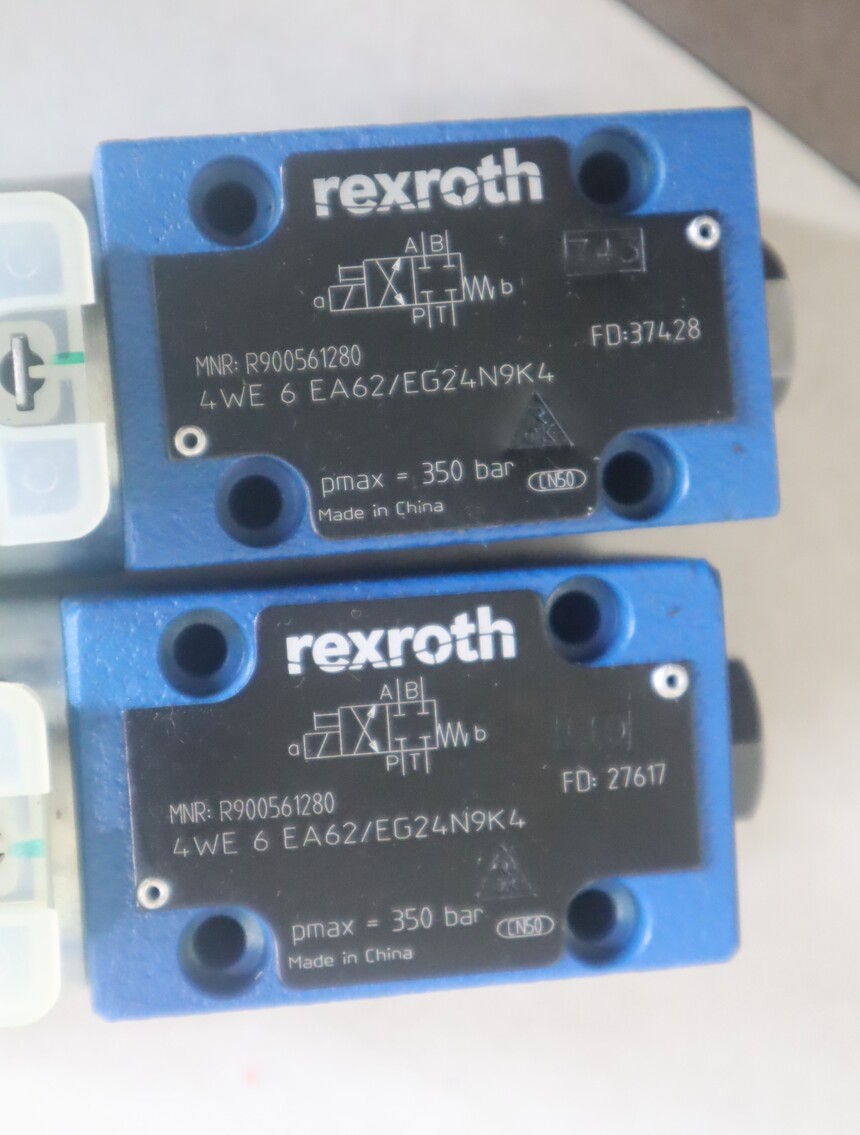 rexroth
A B
745
a b
P T
FD:37428
MNR: R900561280
4WE 6 EA62/EG24N9K4
pmax = 350 bar CN50
Made in China
rexroth
A B
a b
P T
FD: 27617
MNR: R900561280
4WE 6 EA62/EG24N9K4
pmax = 350 bar CN50
Made in China